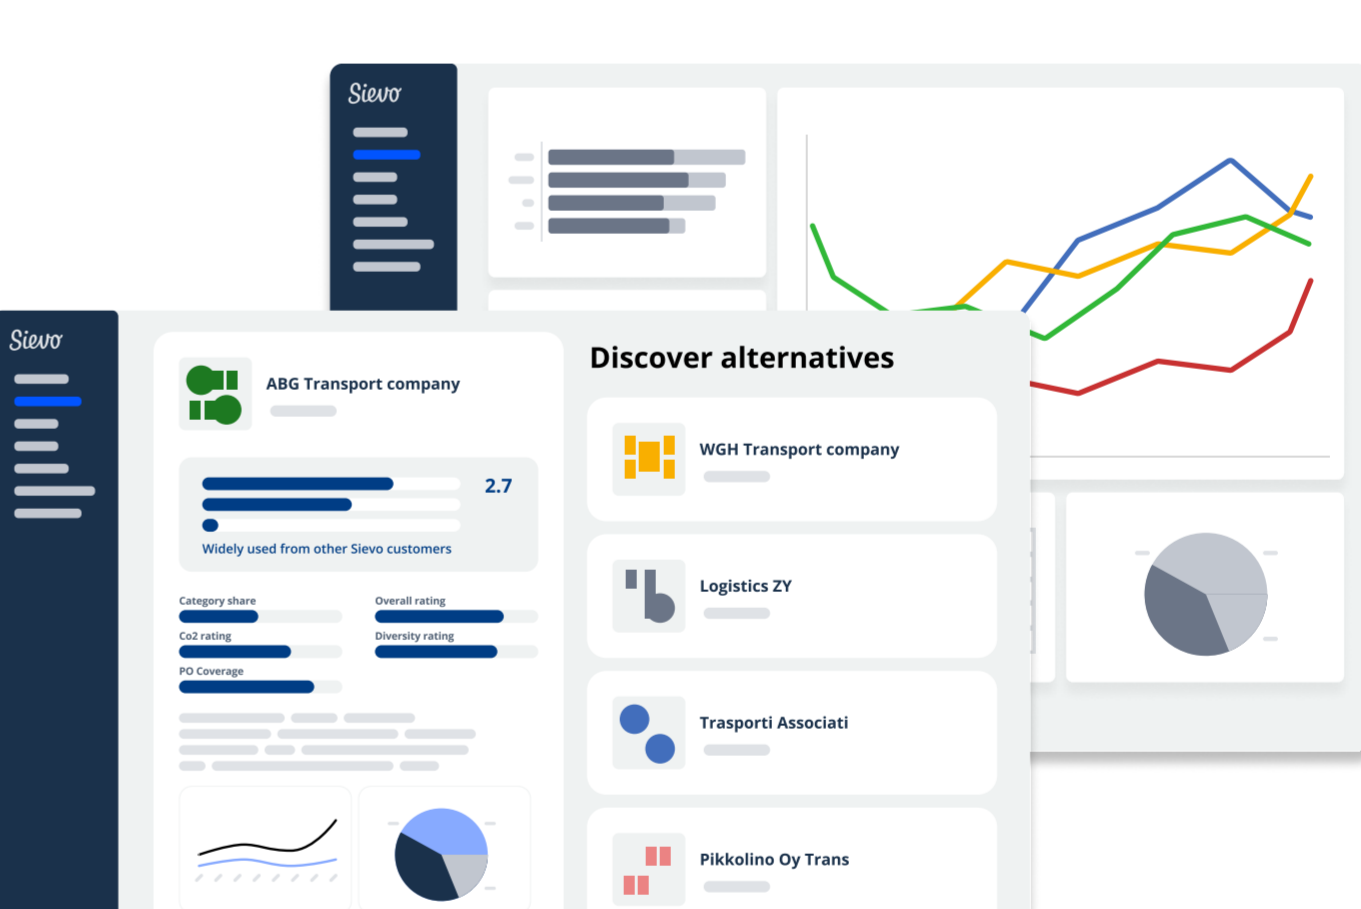 Sievo
Sievo
ABG Transport company
2.7
Widely used from other Sievo customers
Category share
Overall rating
Co2 rating
Diversity rating
PO Coverage
Discover alternatives
WGH Transport company
Logistics ZY
Trasporti Associati
Pikkolino Oy Trans